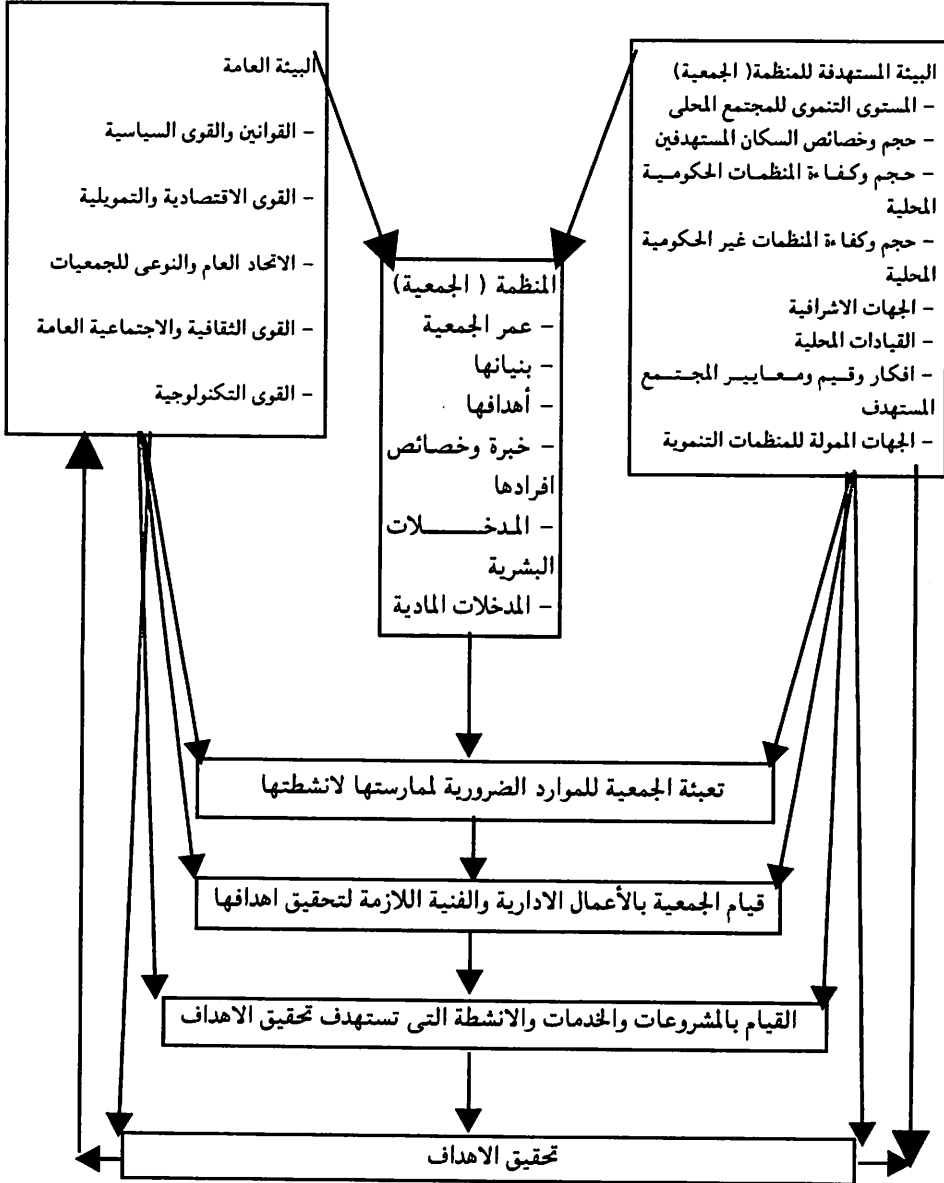 البيئة المستهدفة للمنظمة( الجمعية)
– المستوى التنموى للمجتمع المحلى
– حجم وخصائص السكان المستهدفين
– حجم وكفاءة المنظمات الحكومية
المحلية
– حجم وكفاءة المنظمات غير الحكومية
المحلية
– الجهات الاشرافية
– القيادات المحلية
– افكار وقيم ومعايير المجتمع
المستهدف
– الجهات الممولة للمنظمات التنموية
البيئة العامة
– القوانين والقوى السياسية
– القوى الاقتصادية والتمويلية
– الاتحاد العام والنوعى للجمعيات
– القوى الثقافية والاجتماعية العامة
– القوى التكنولوجية
المنظمة ( الجمعية)
– عمر الجمعية
– بنيانها
– أهدافها
– خبرة وخصائص
افرادها
– المدخلات
البشرية
– المدخلات المادية
تعبئة الجمعية للموارد الضرورية لممارستها لانشطتها
قيام الجمعية بالأعمال الادارية والفنية اللازمة لتحقيق اهدافها
القيام بالمشروعات والخدمات والانشطة التى تستهدف تحقيق الاهداف
تحقيق الاهداف